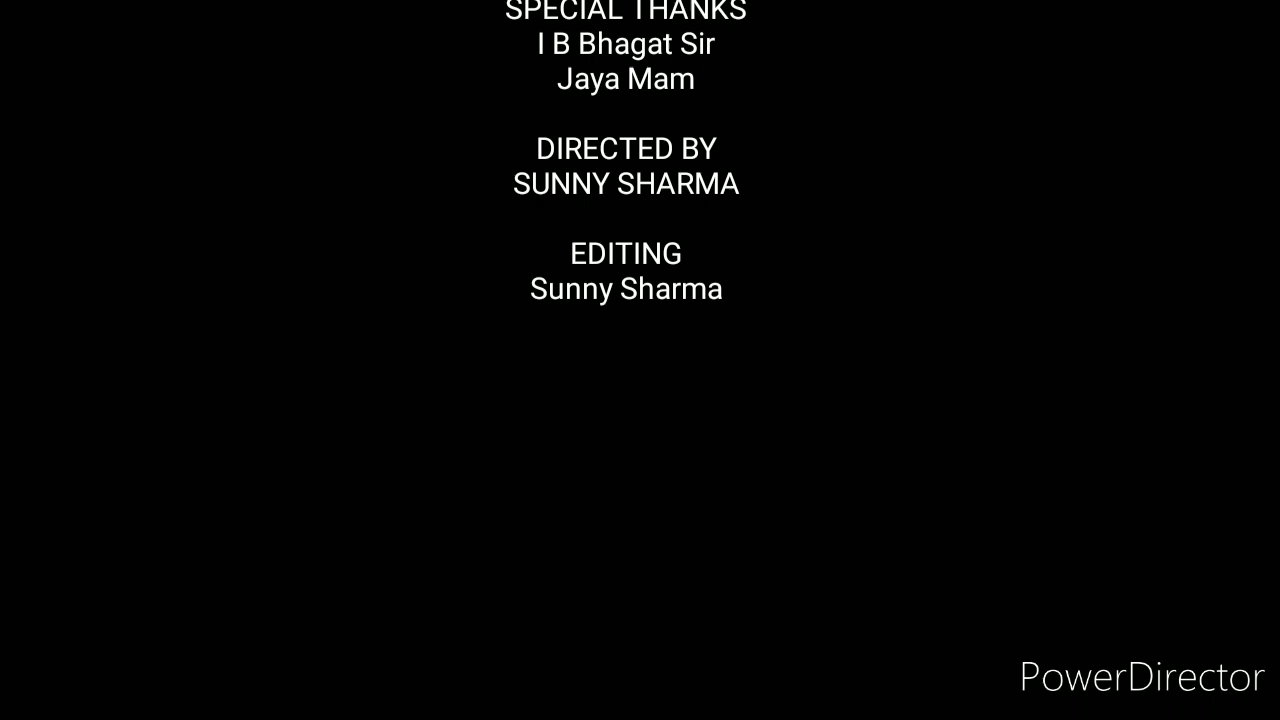 SPECIAL THANKS
I B Bhagat Sir
Jaya Mam
DIRECTED BY
SUNNY SHARMA
EDITING
Sunny Sharma
PowerDirector